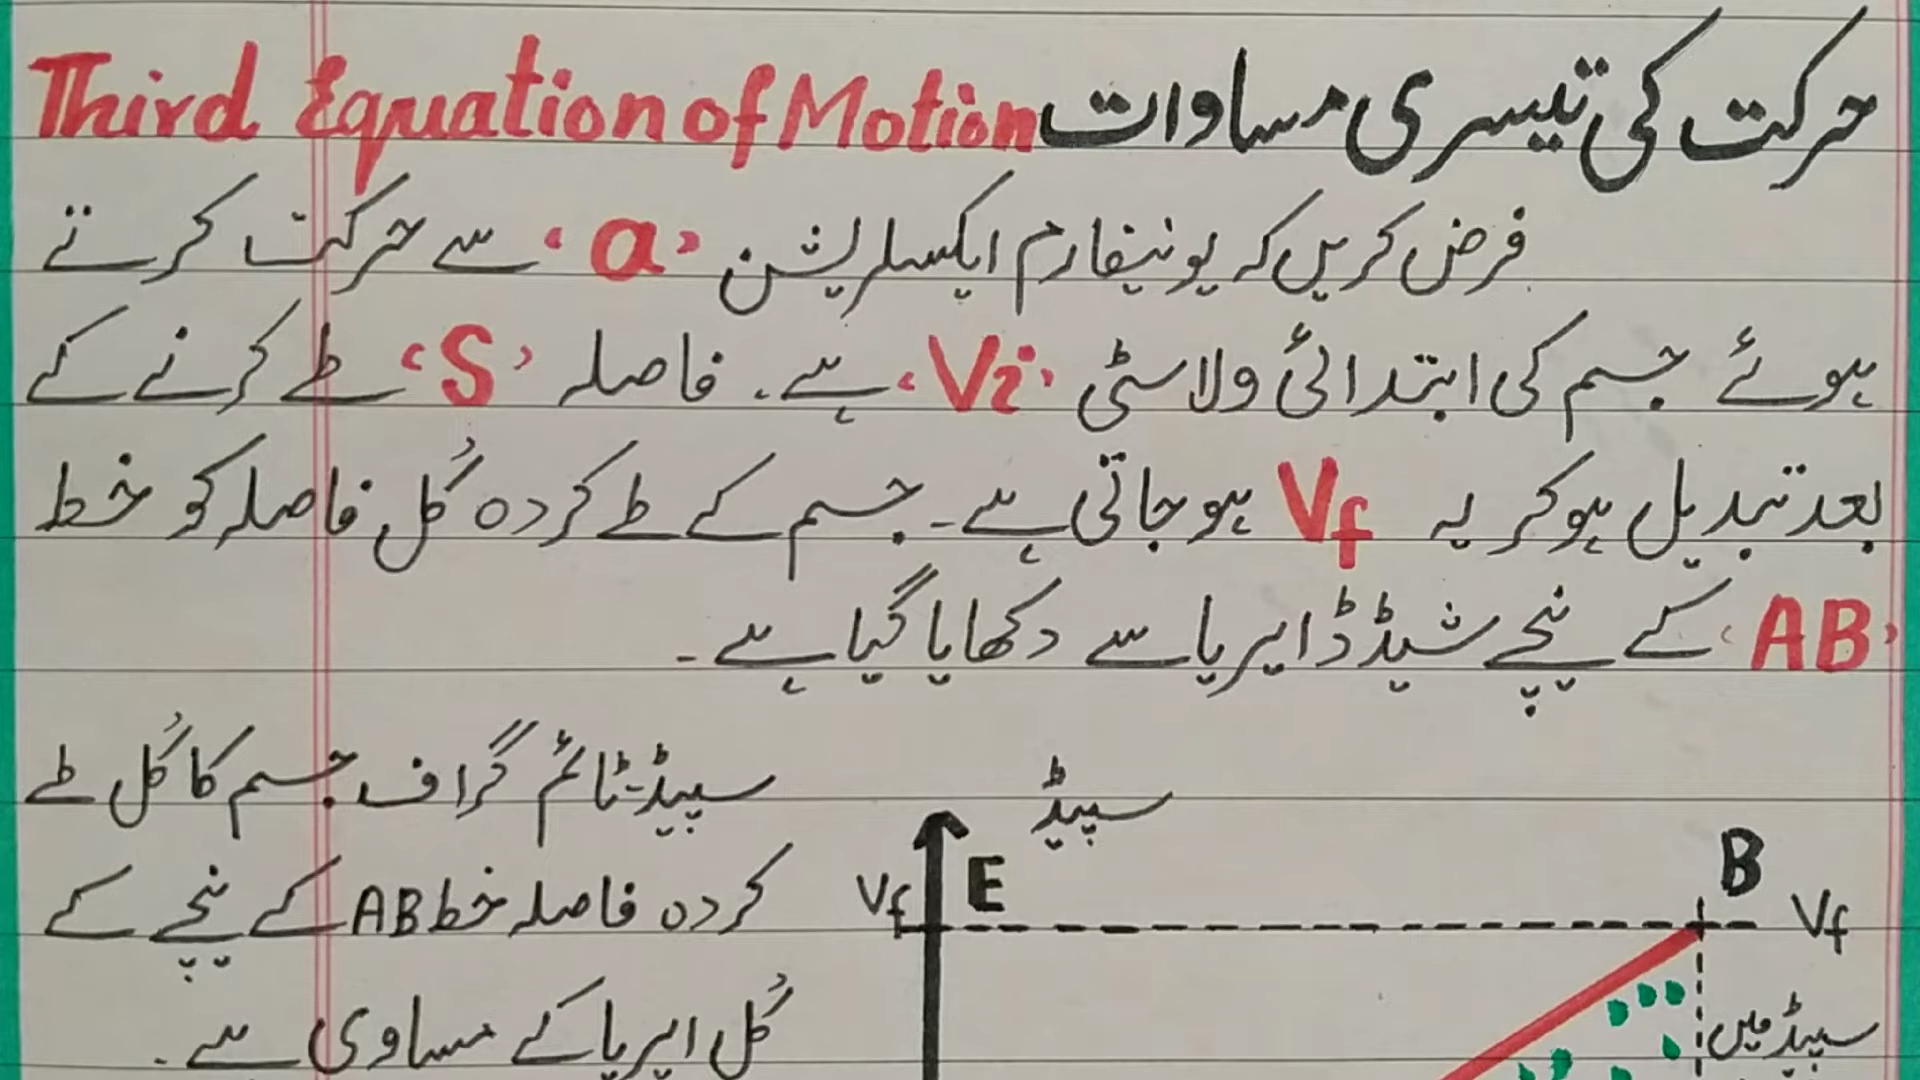 حرکت کی تیسری مساوات Third Equation of Motion
فرض کریں کہ یونیفارم ایکسلریشن 'a' سے حرکت کرتے
ہوئے جسم کی ابتدائی ولاسٹی 'Vi' ہے۔ فاصلہ 'S' طے کرنے کے
بعد تبدیل ہوکر یہ Vf ہو جاتی ہے۔ جسم کے طے کردہ کُل فاصلہ کو خط
'AB' کے نیچے شیڈڈ ایریا سے دکھایا گیا ہے۔
سپیڈ-ٹائم گراف جسم کا کُل طے
کردہ فاصلہ خط AB کے نیچے کے
کُل ایریا کے مساوی ہے۔
سپیڈ
Vf E B Vf
سپیڈ میں